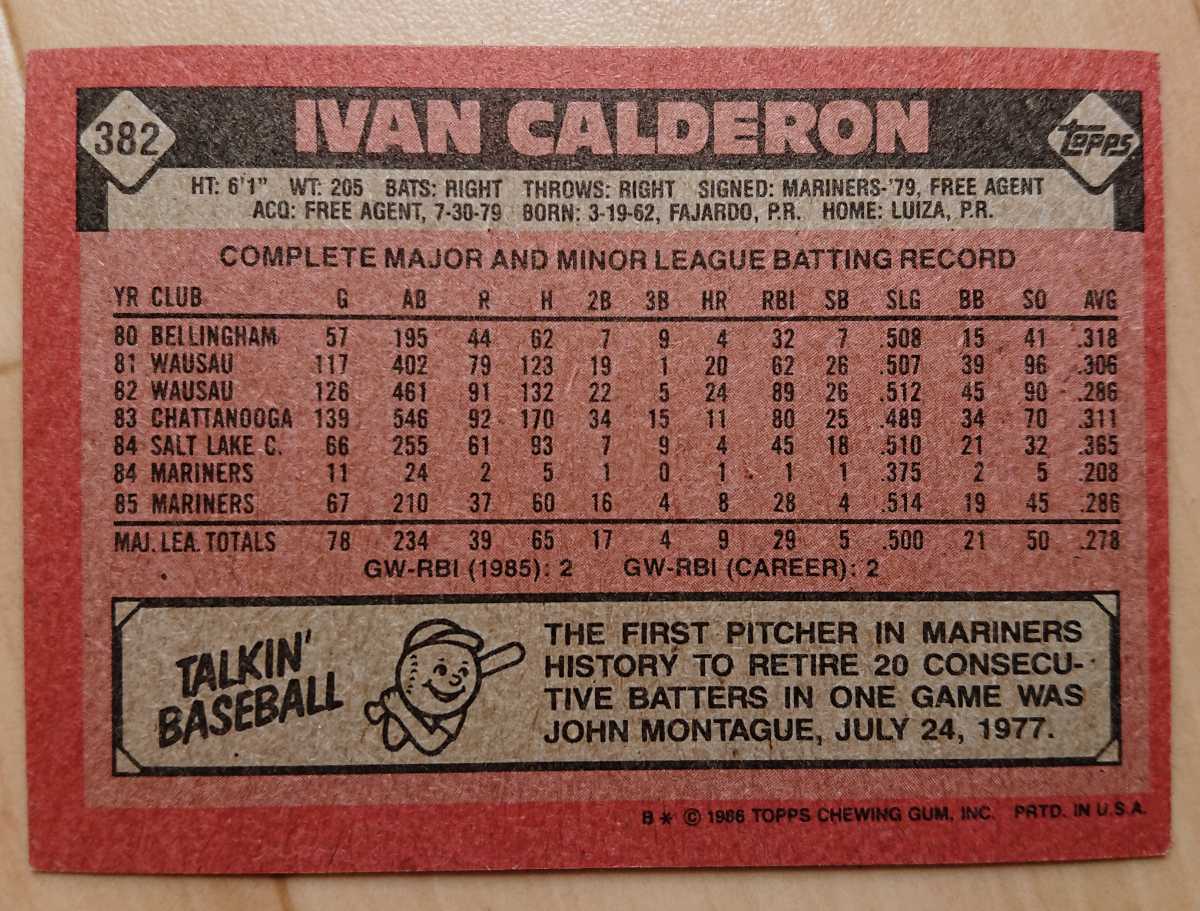 382
IVAN CALDERON
TOPPS
HT: 6'1" WT: 205 BATS: RIGHT THROWS: RIGHT SIGNED: MARINERS-'79, FREE AGENT
ACQ: FREE AGENT, 7-30-79 BORN: 3-19-62, FAJARDO, P.R. HOME: LUIZA, P.R.
COMPLETE MAJOR AND MINOR LEAGUE BATTING RECORD
YR CLUB G AB R H 2B 3B HR RBI SB SLG BB SO AVG
80 BELLINGHAM 57 195 44 62 7 9 4 32 7 .508 15 41 .318
81 WAUSAU 117 402 79 123 19 1 20 62 26 .507 39 96 .306
82 WAUSAU 126 461 91 132 22 5 24 89 26 .512 45 90 .286
83 CHATTANOOGA 139 546 92 170 34 15 11 80 25 .489 34 70 .311
84 SALT LAKE C. 66 255 61 93 7 9 4 45 18 .510 21 32 .365
84 MARINERS 11 24 2 5 1 0 1 1 1 .375 2 5 .208
85 MARINERS 67 210 37 60 16 4 8 28 4 .514 19 45 .286
MAJ. LEA. TOTALS 78 234 39 65 17 4 9 29 5 .500 21 50 .278
GW-RBI (1985): 2 GW-RBI (CAREER): 2
TALKIN'
BASEBALL
THE FIRST PITCHER IN MARINERS
HISTORY TO RETIRE 20 CONSECU-
TIVE BATTERS IN ONE GAME WAS
JOHN MONTAGUE, JULY 24, 1977.
B * © 1986 TOPPS CHEWING GUM, INC. PRTD. IN U.S.A.